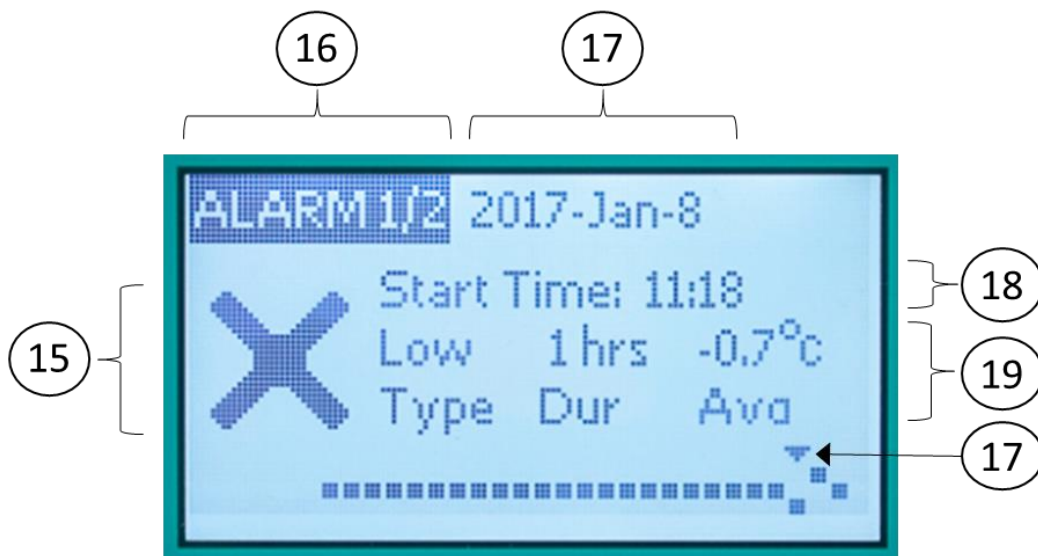 16
17
ALARM 1/2 2017-Jan-8
Start Time: 11:18
18
15
Low 1 hrs -0.7°c
19
Type Dur Avg
17